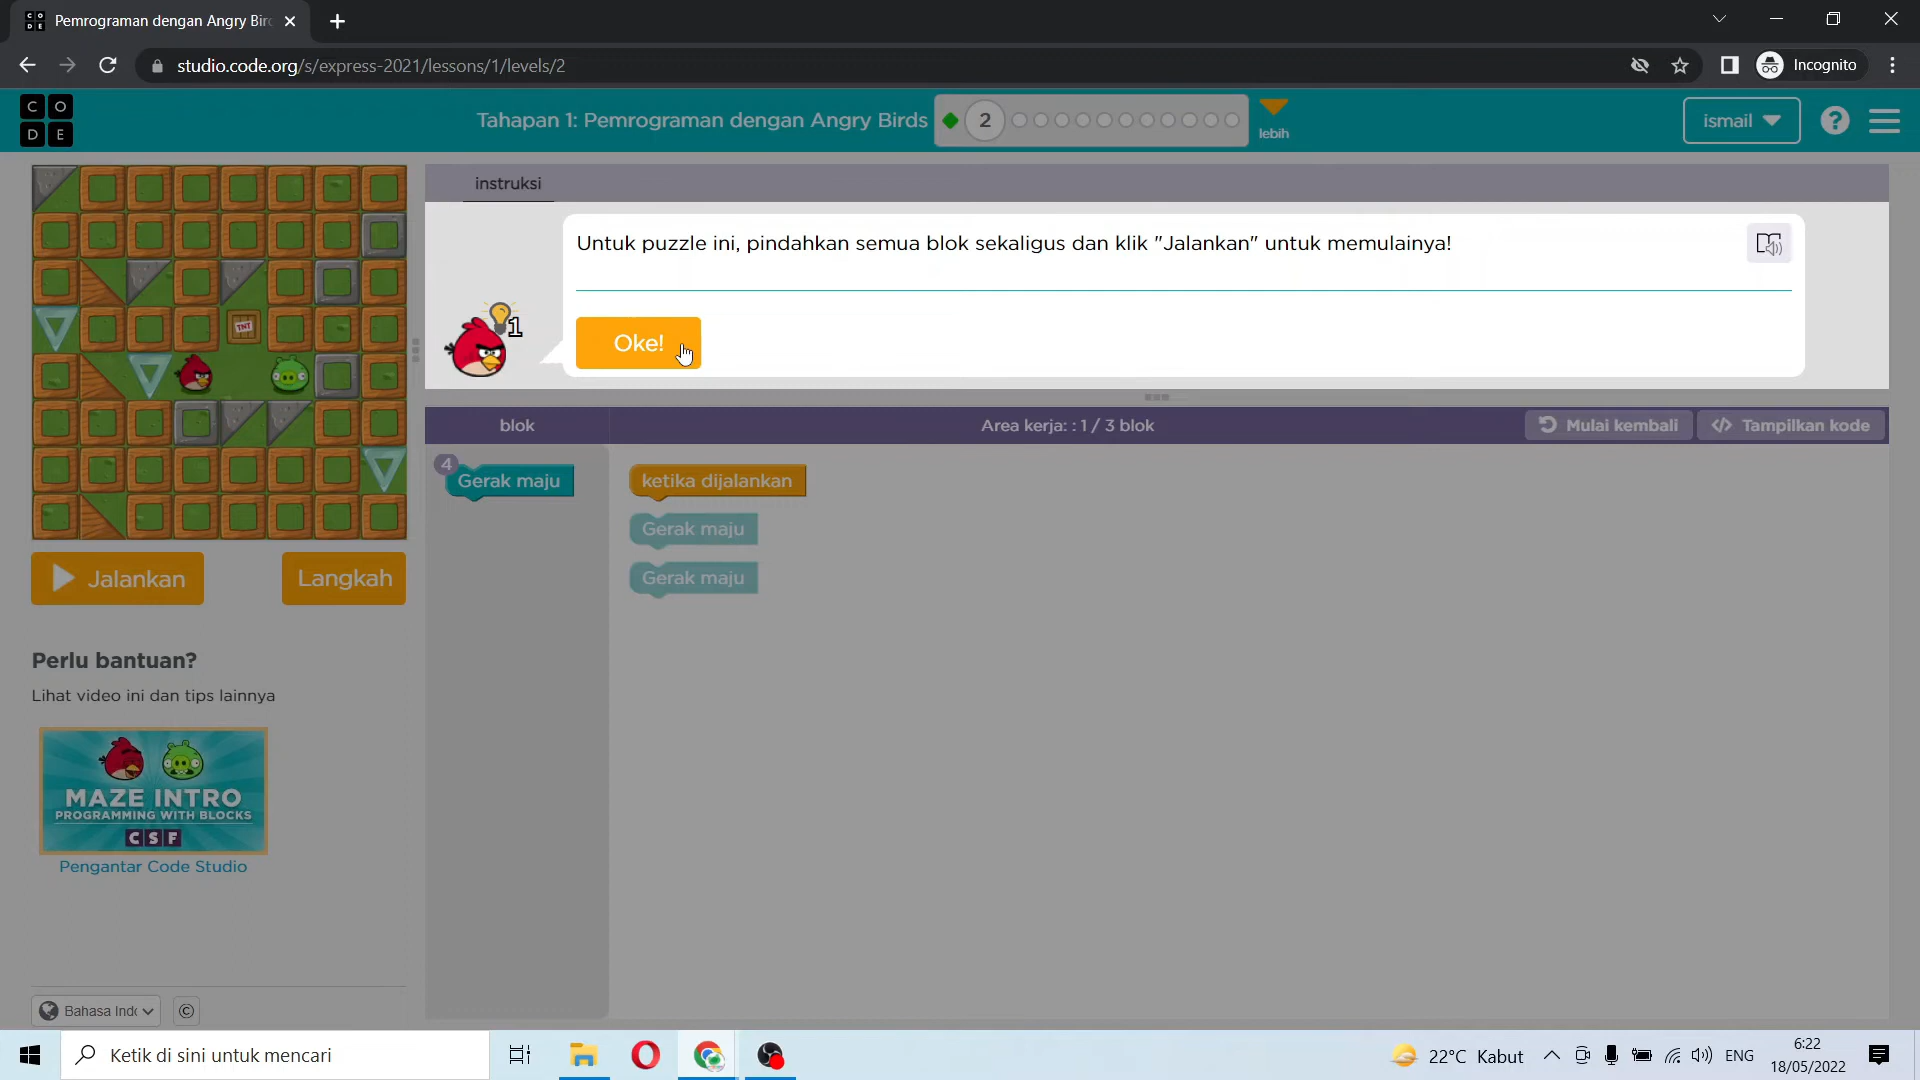 Pemrograman dengan Angry Bir
studio.code.org/s/express-2021/lessons/1/levels/2
Incognito
C O
D E
Tahapan 1: Pemrograman dengan Angry Birds
2
lebih
ismail
?
instruksi
Untuk puzzle ini, pindahkan semua blok sekaligus dan klik "Jalankan" untuk memulainya!
1
Oke!
TNT
blok
Area kerja: : 1 / 3 blok
Mulai kembali
Tampilkan kode
4
Gerak maju
ketika dijalankan
Gerak maju
Gerak maju
Jalankan
Langkah
Perlu bantuan?
Lihat video ini dan tips lainnya
MAZE INTRO
PROGRAMMING WITH BLOCKS
C S F
Pengantar Code Studio
Bahasa Ind
©
Ketik di sini untuk mencari
22°C Kabut
ENG
6:22
18/05/2022